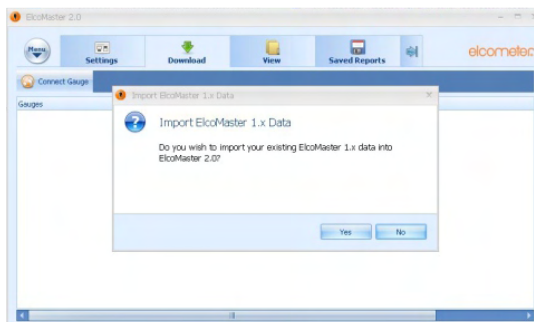 ElcoMaster 2.0
Menu
Settings
Download
View
Saved Reports
elcometer
Connect Gauge
Gauges
Import ElcoMaster 1.x Data
Import ElcoMaster 1.x Data
Do you wish to import your existing ElcoMaster 1.x data into
ElcoMaster 2.0?
Yes
No